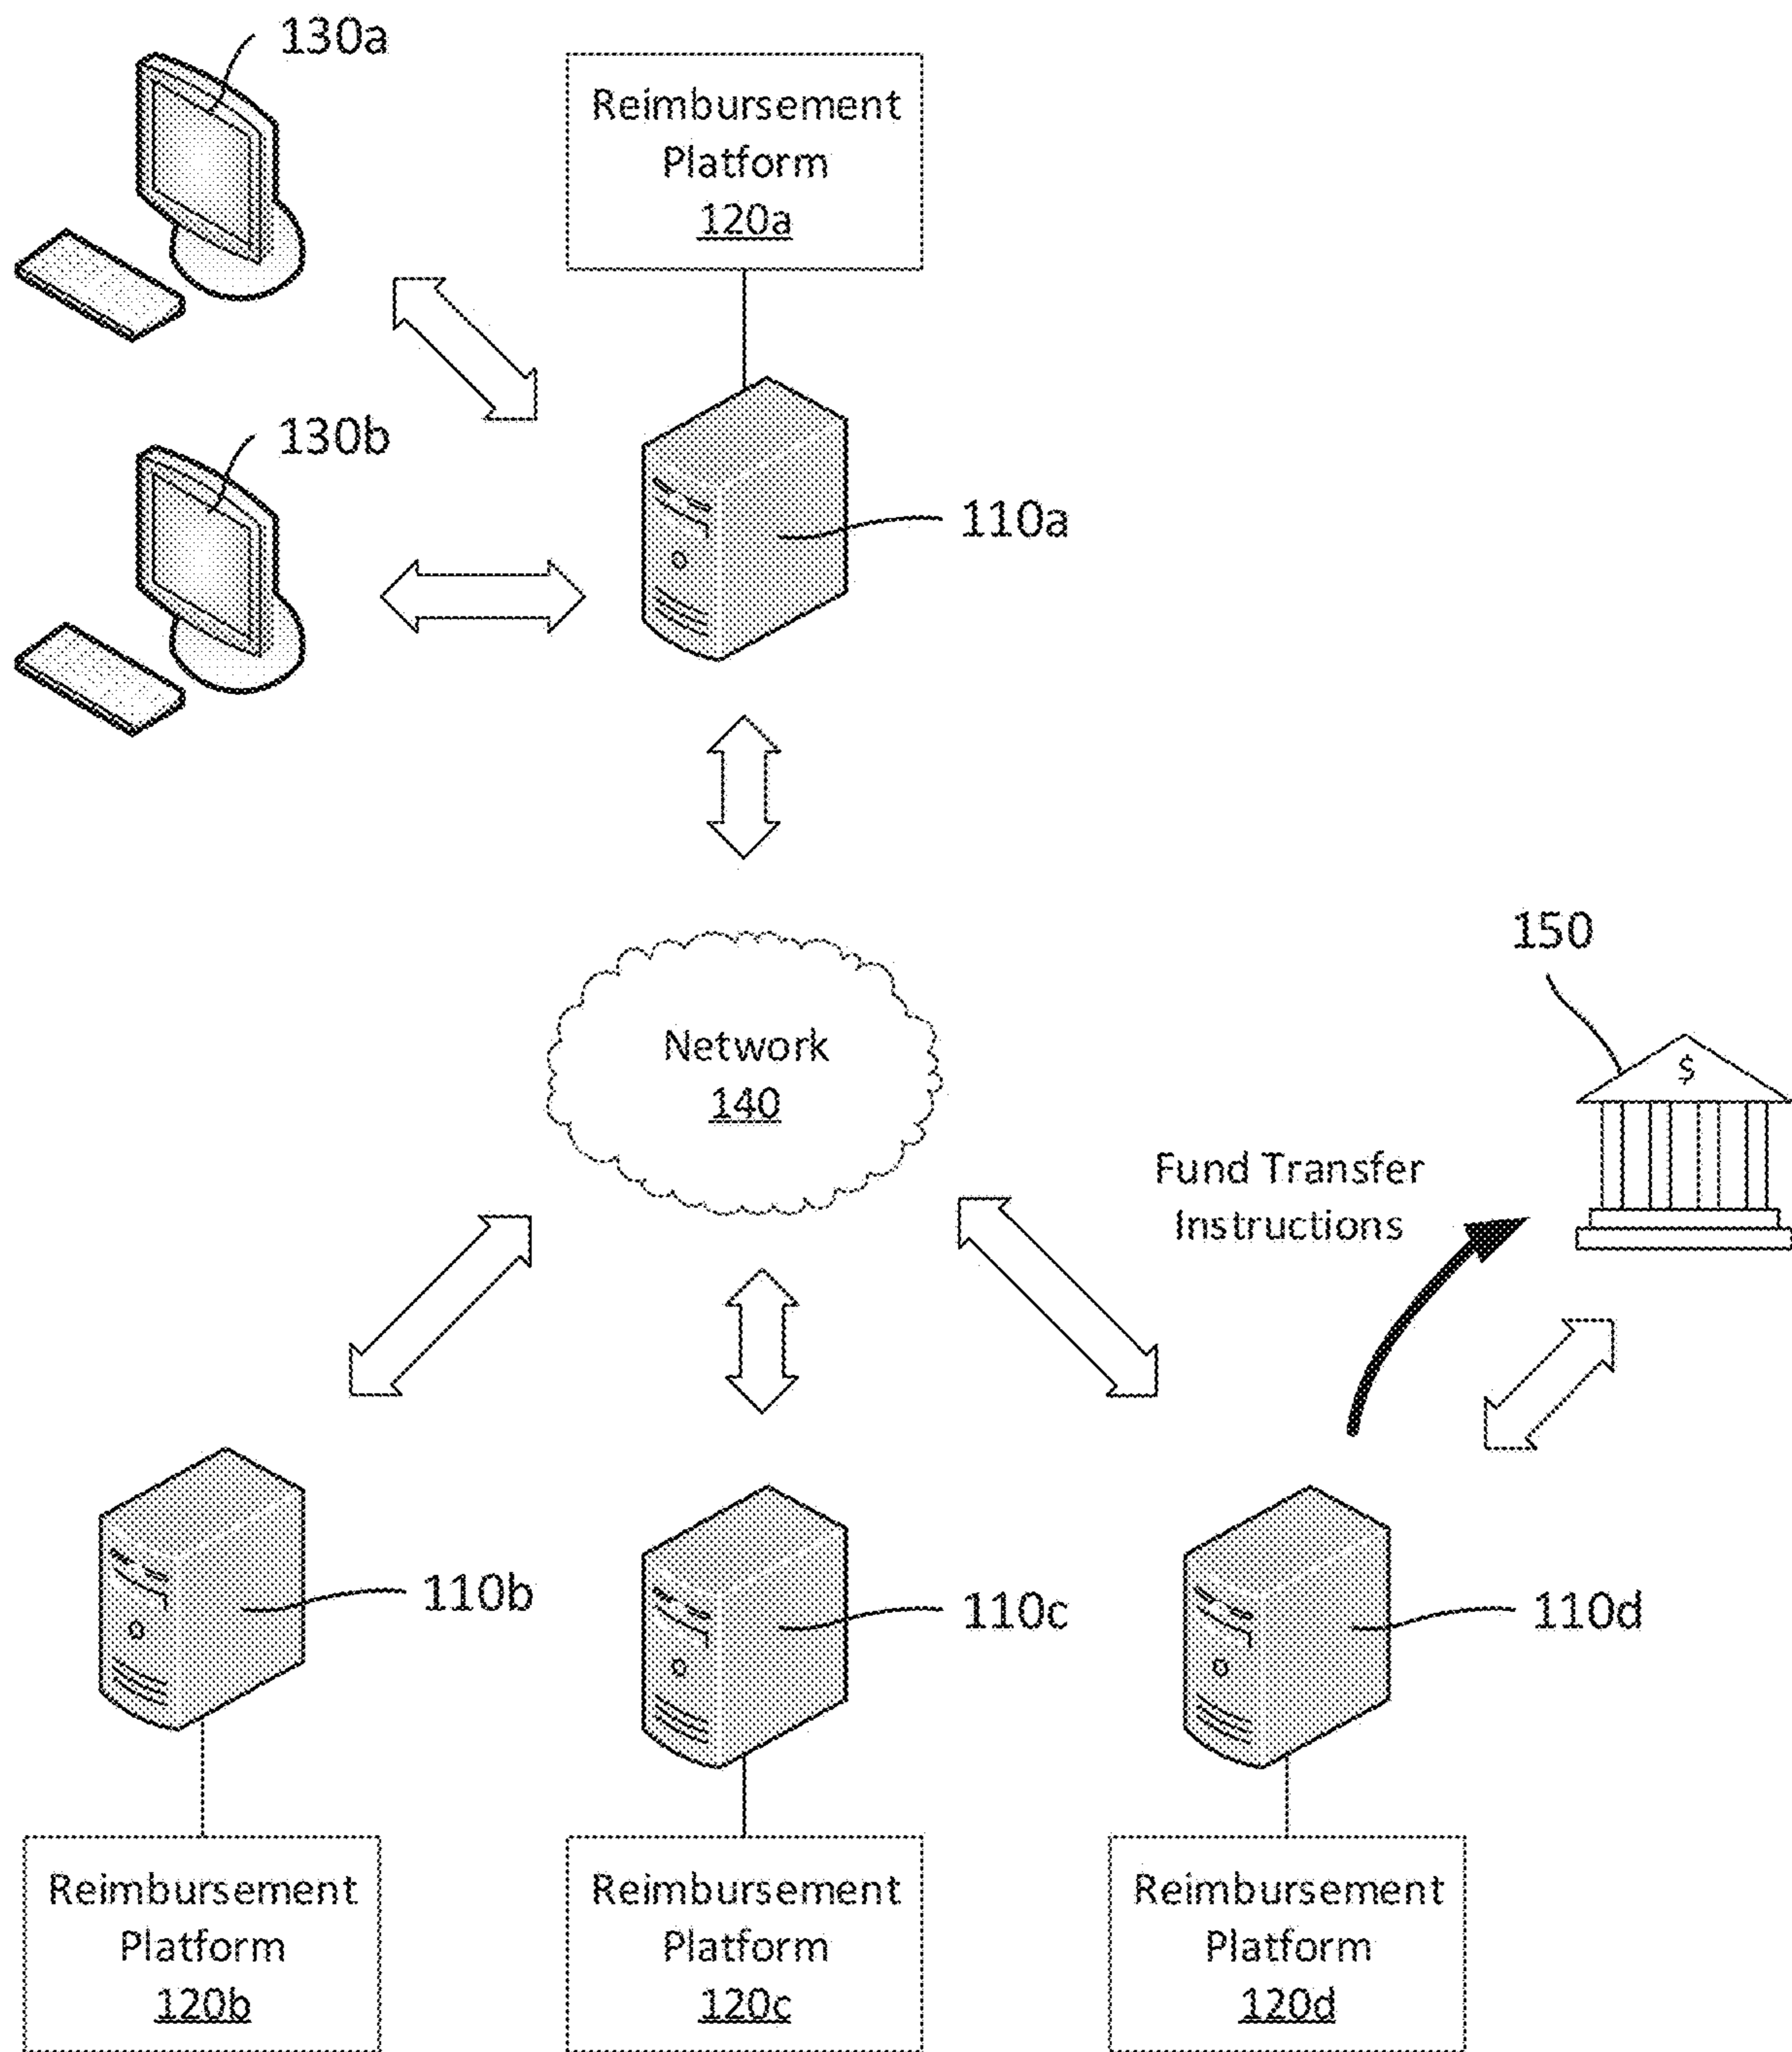 130a
Reimbursement
Platform
120a
130b
110a
150
$
Network
140
Fund Transfer
Instructions
110b
110c
110d
Reimbursement
Platform
120b
Reimbursement
Platform
120c
Reimbursement
Platform
120d